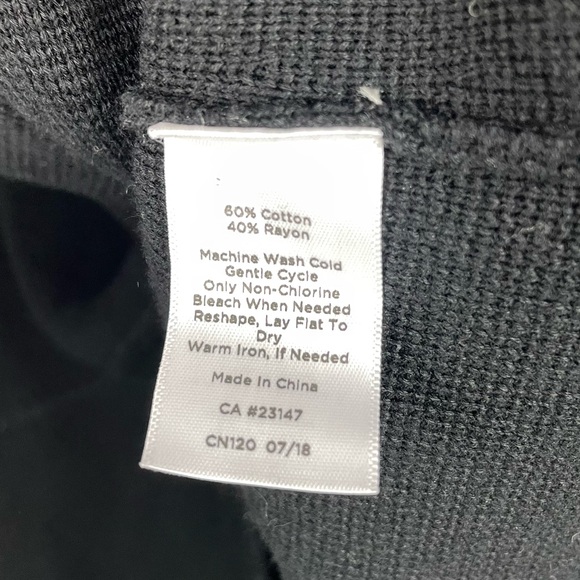 60% Cotton
40% Rayon
Machine Wash Cold
Gentle Cycle
Only Non-Chlorine
Bleach When Needed
Reshape, Lay Flat To
Dry
Warm Iron, If Needed
Made In China
CA #23147
CN120 07/18